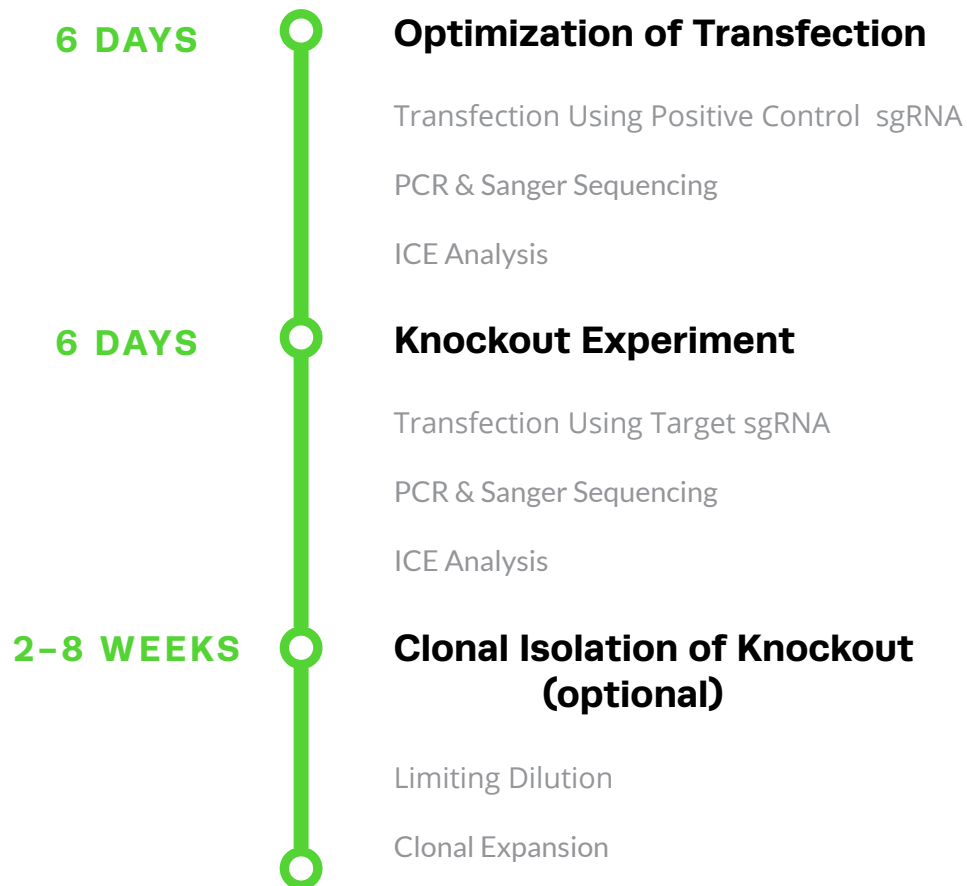 6 DAYS
Optimization of Transfection
Transfection Using Positive Control sgRNA
PCR & Sanger Sequencing
ICE Analysis
6 DAYS
Knockout Experiment
Transfection Using Target sgRNA
PCR & Sanger Sequencing
ICE Analysis
2–8 WEEKS
Clonal Isolation of Knockout
(optional)
Limiting Dilution
Clonal Expansion